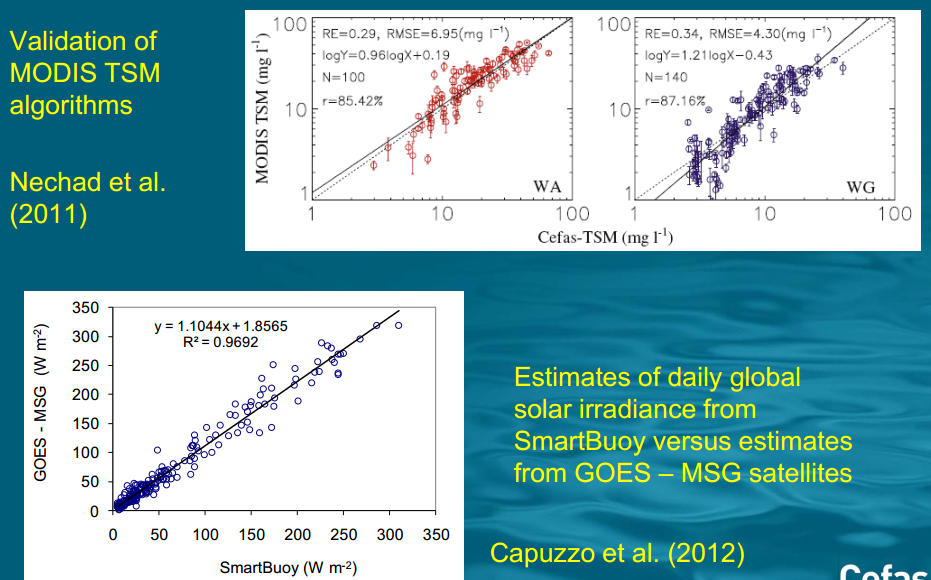 Validation of
MODIS TSM
algorithms
Nechad et al.
(2011)
MODIS TSM (mg l⁻¹)
100
10
1
RE=0.29, RMSE=6.95(mg l⁻¹)
logY=0.96logX+0.19
N=100
r=85.42%
WA
1 10 100
100
10
1
RE=0.34, RMSE=4.30(mg l⁻¹)
logY=1.21logX−0.43
N=140
r=87.16%
WG
1 10 100
Cefas-TSM (mg l⁻¹)
GOES - MSG (W m⁻²)
350
300
250
200
150
100
50
0
y = 1.1044x + 1.8565
R² = 0.9692
0 50 100 150 200 250 300 350
SmartBuoy (W m⁻²)
Estimates of daily global
solar irradiance from
SmartBuoy versus estimates
from GOES – MSG satellites
Capuzzo et al. (2012)
Cefas